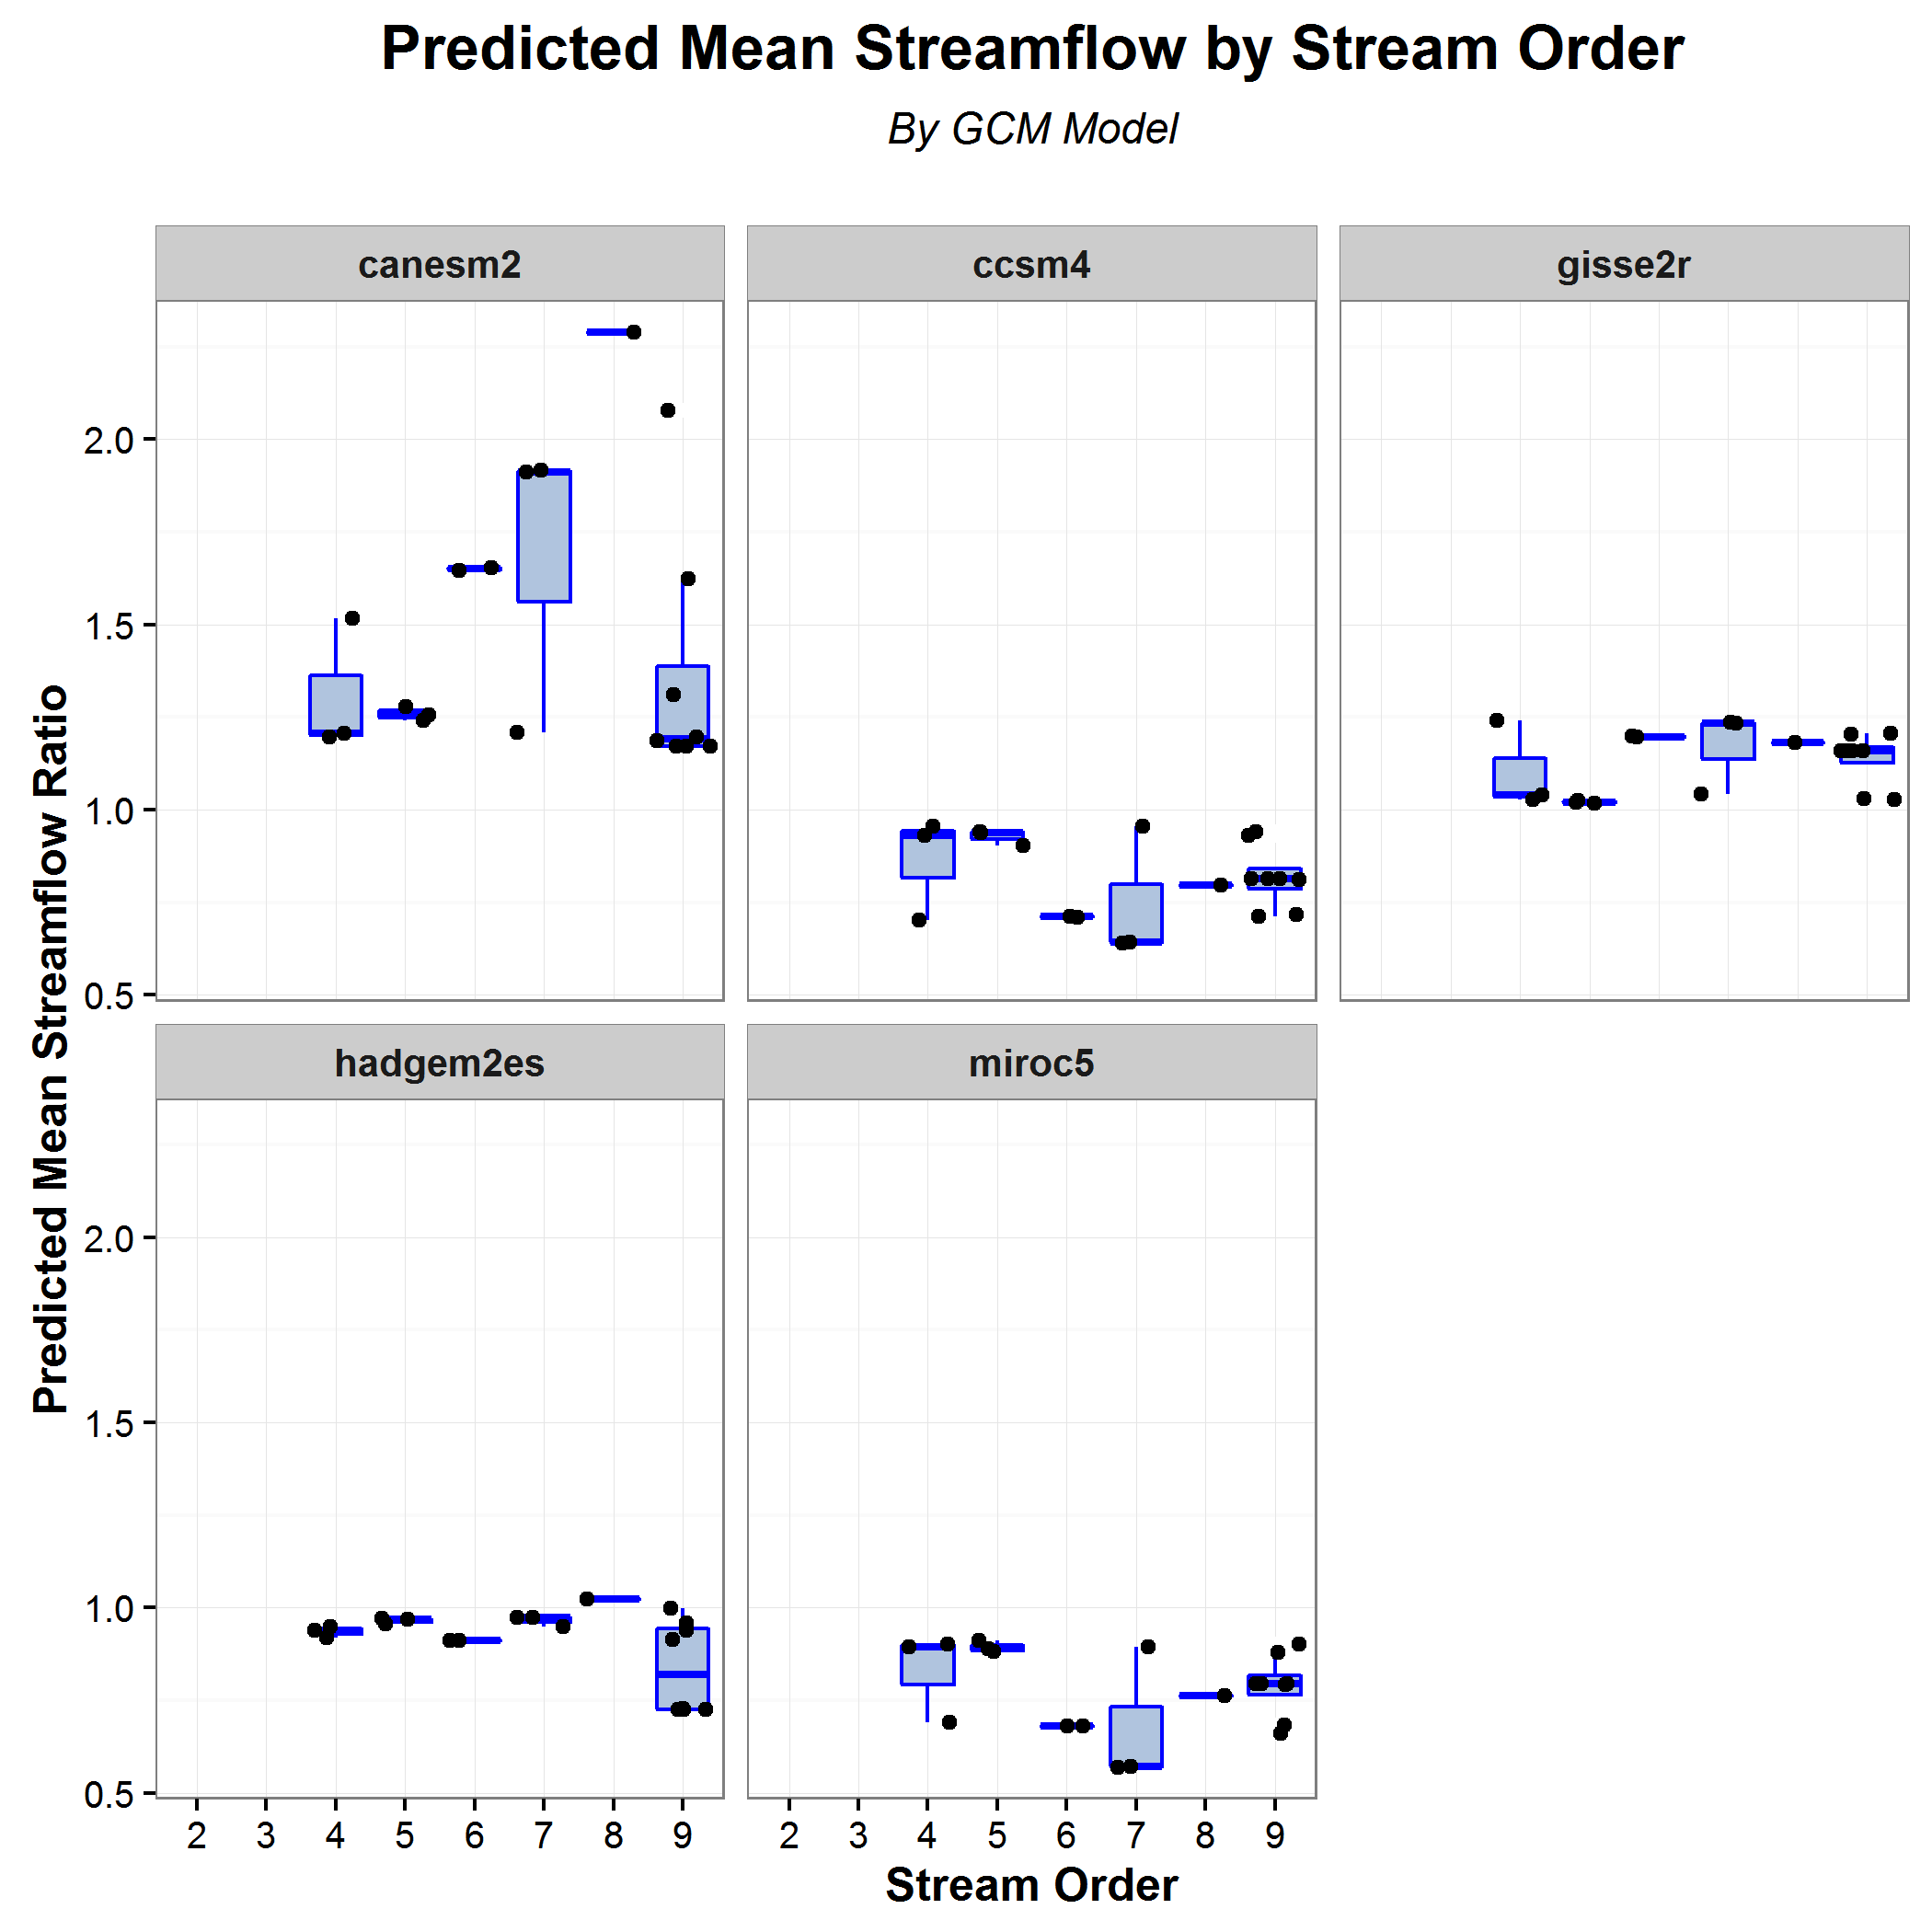 Predicted Mean Streamflow by Stream Order
By GCM Model
canesm2
ccsm4
gisse2r
2.0
1.5
1.0
0.5
Predicted Mean Streamflow Ratio
hadgem2es
miroc5
2.0
1.5
1.0
0.5
2 3 4 5 6 7 8 9
2 3 4 5 6 7 8 9
Stream Order